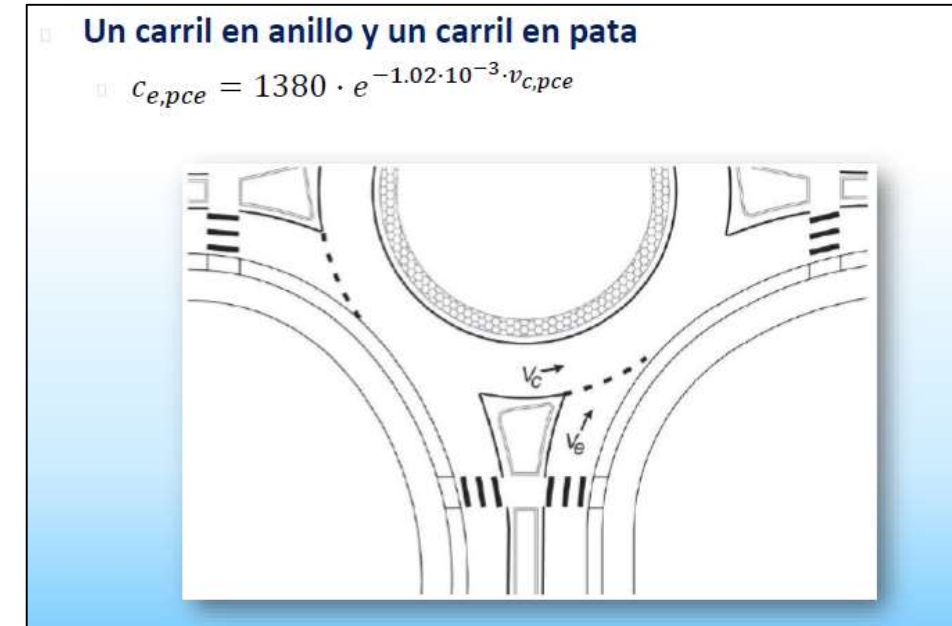 Un carril en anillo y un carril en pata
c_{e,pce} = 1380 · e^{-1.02·10^{-3}·v_{c,pce}}
V_c
V_e